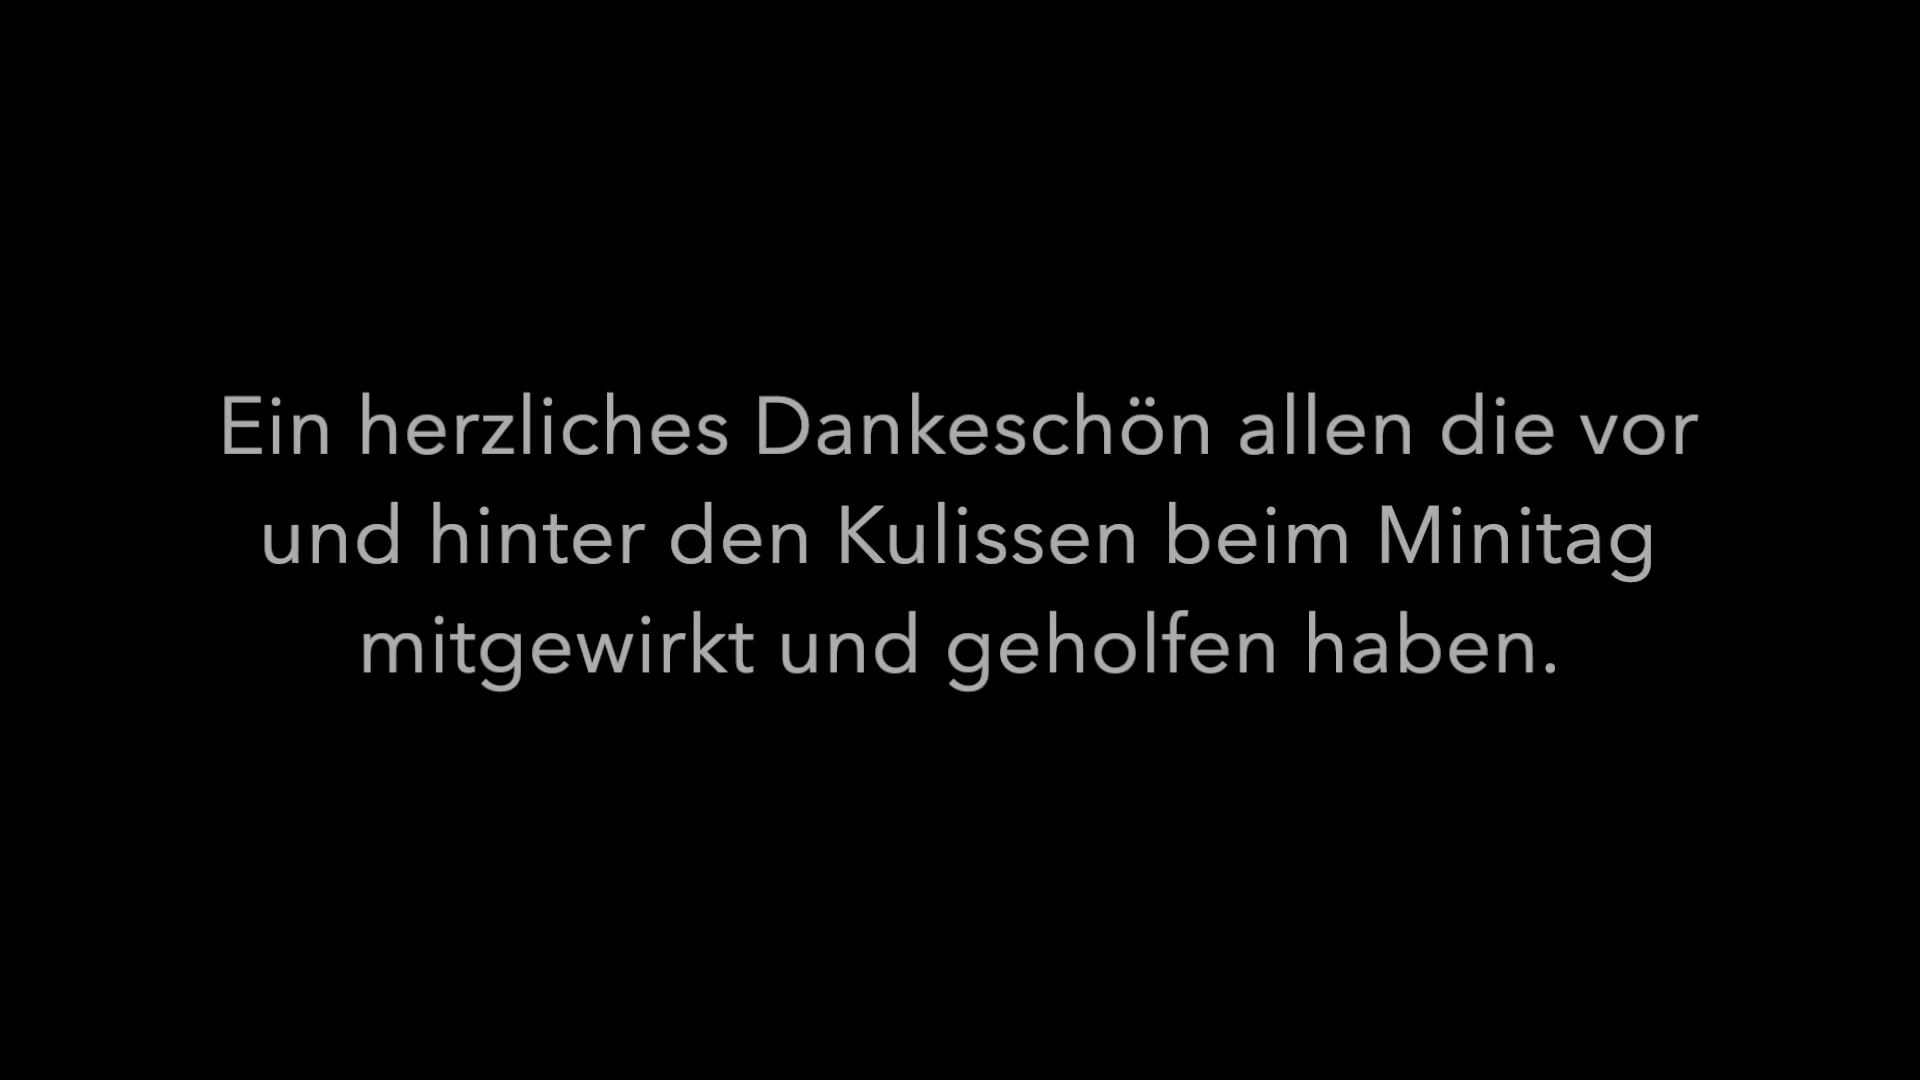 Ein herzliches Dankeschön allen die vor
und hinter den Kulissen beim Minitag
mitgewirkt und geholfen haben.